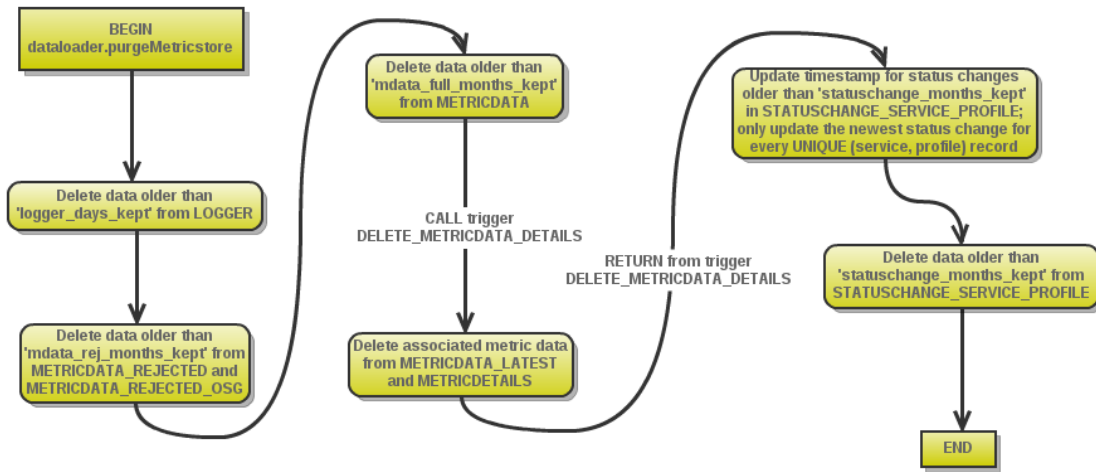 BEGIN
dataloader.purgeMetricstore
Delete data older than
'logger_days_kept' from LOGGER
Delete data older than
'mdata_rej_months_kept' from
METRICDATA_REJECTED and
METRICDATA_REJECTED_OSG
Delete data older than
'mdata_full_months_kept'
from METRICDATA
CALL trigger
DELETE_METRICDATA_DETAILS
Delete associated metric data
from METRICDATA_LATEST
and METRICDETAILS
RETURN from trigger
DELETE_METRICDATA_DETAILS
Update timestamp for status changes
older than 'statuschange_months_kept'
in STATUSCHANGE_SERVICE_PROFILE;
only update the newest status change for
every UNIQUE (service, profile) record
Delete data older than
'statuschange_months_kept' from
STATUSCHANGE_SERVICE_PROFILE
END